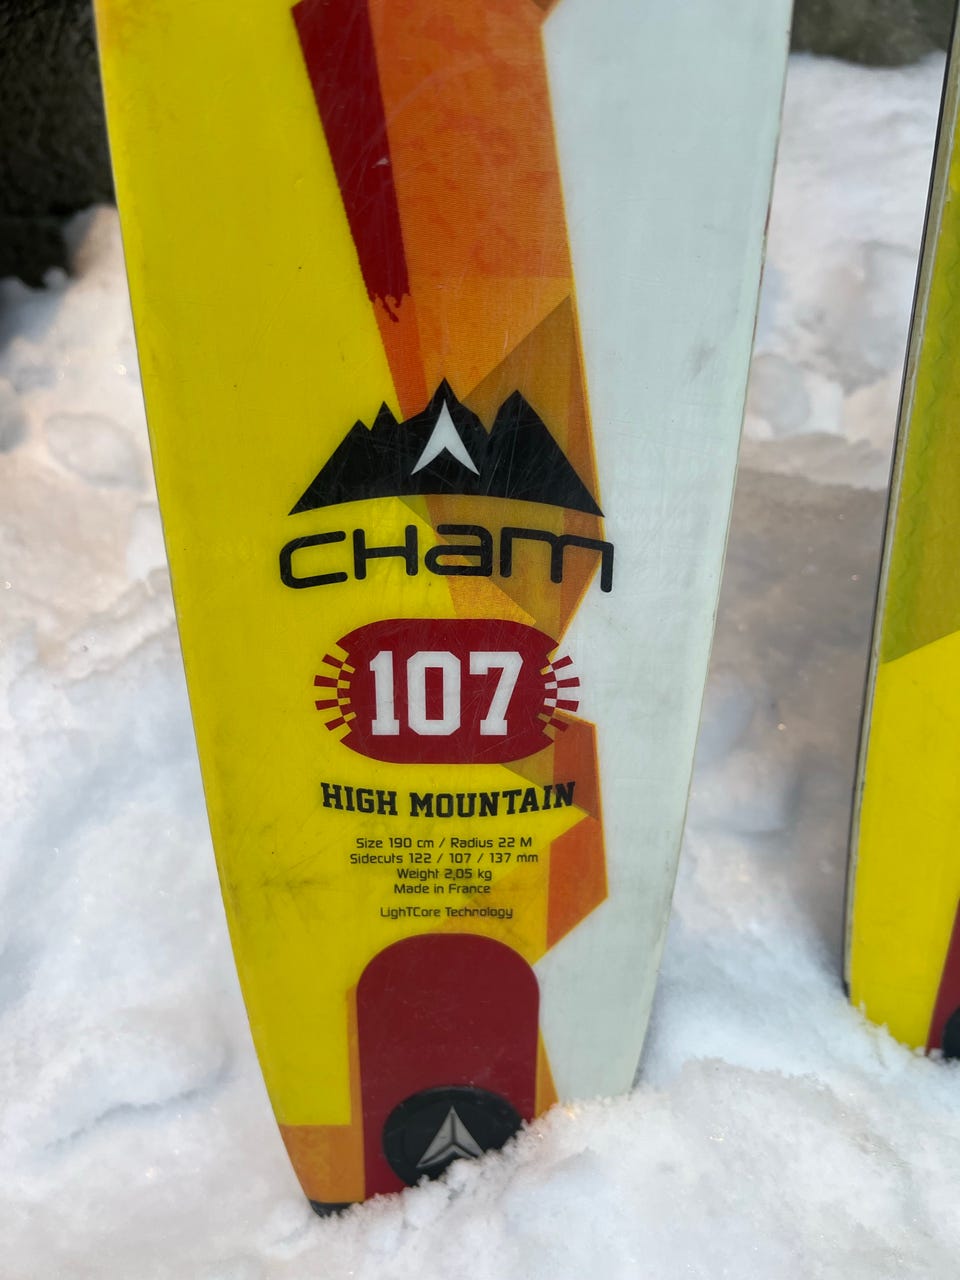 CHAM
107
HIGH MOUNTAIN
Size 190 cm / Radius 22 M
Sidecuts 122 / 107 / 137 mm
Weight 2,05 kg
Made in France
LighTCore Technology